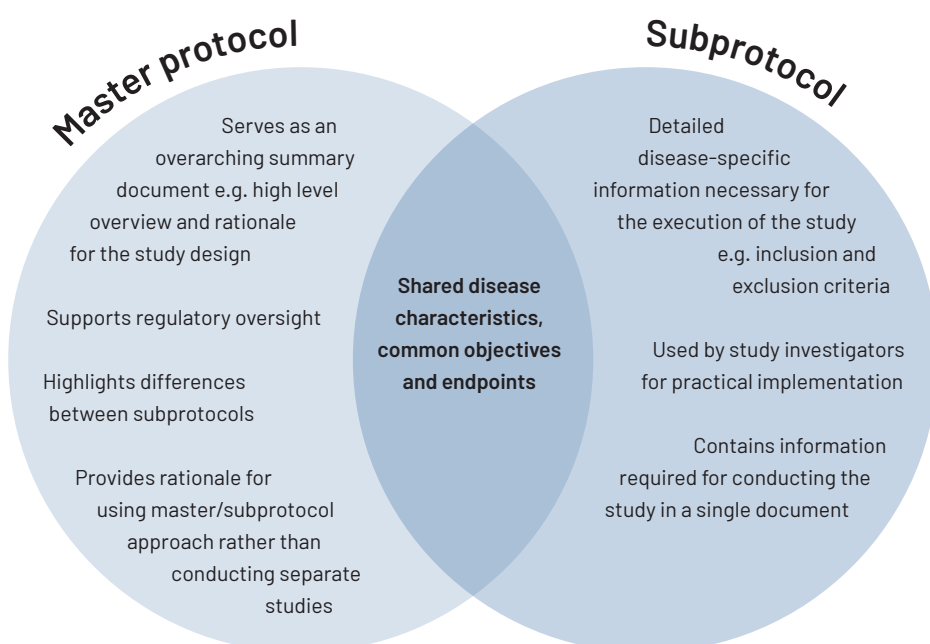 Master protocol
Serves as an
overarching summary
document e.g. high level
overview and rationale
for the study design
Supports regulatory oversight
Highlights differences
between subprotocols
Provides rationale for
using master/subprotocol
approach rather than
conducting separate
studies
Shared disease
characteristics,
common objectives
and endpoints
Subprotocol
Detailed
disease-specific
information necessary for
the execution of the study
e.g. inclusion and
exclusion criteria
Used by study investigators
for practical implementation
Contains information
required for conducting the
study in a single document